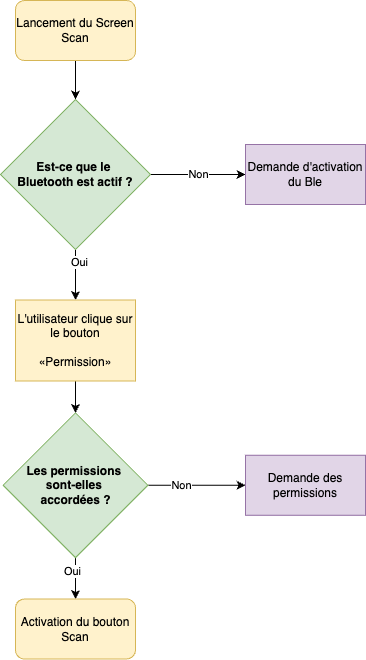 Lancement du Screen
Scan
Est-ce que le
Bluetooth est actif ?
Non
Demande d'activation
du Ble
Oui
L'utilisateur clique sur
le bouton
«Permission»
Les permissions
sont-elles
accordées ?
Non
Demande des
permissions
Oui
Activation du bouton
Scan